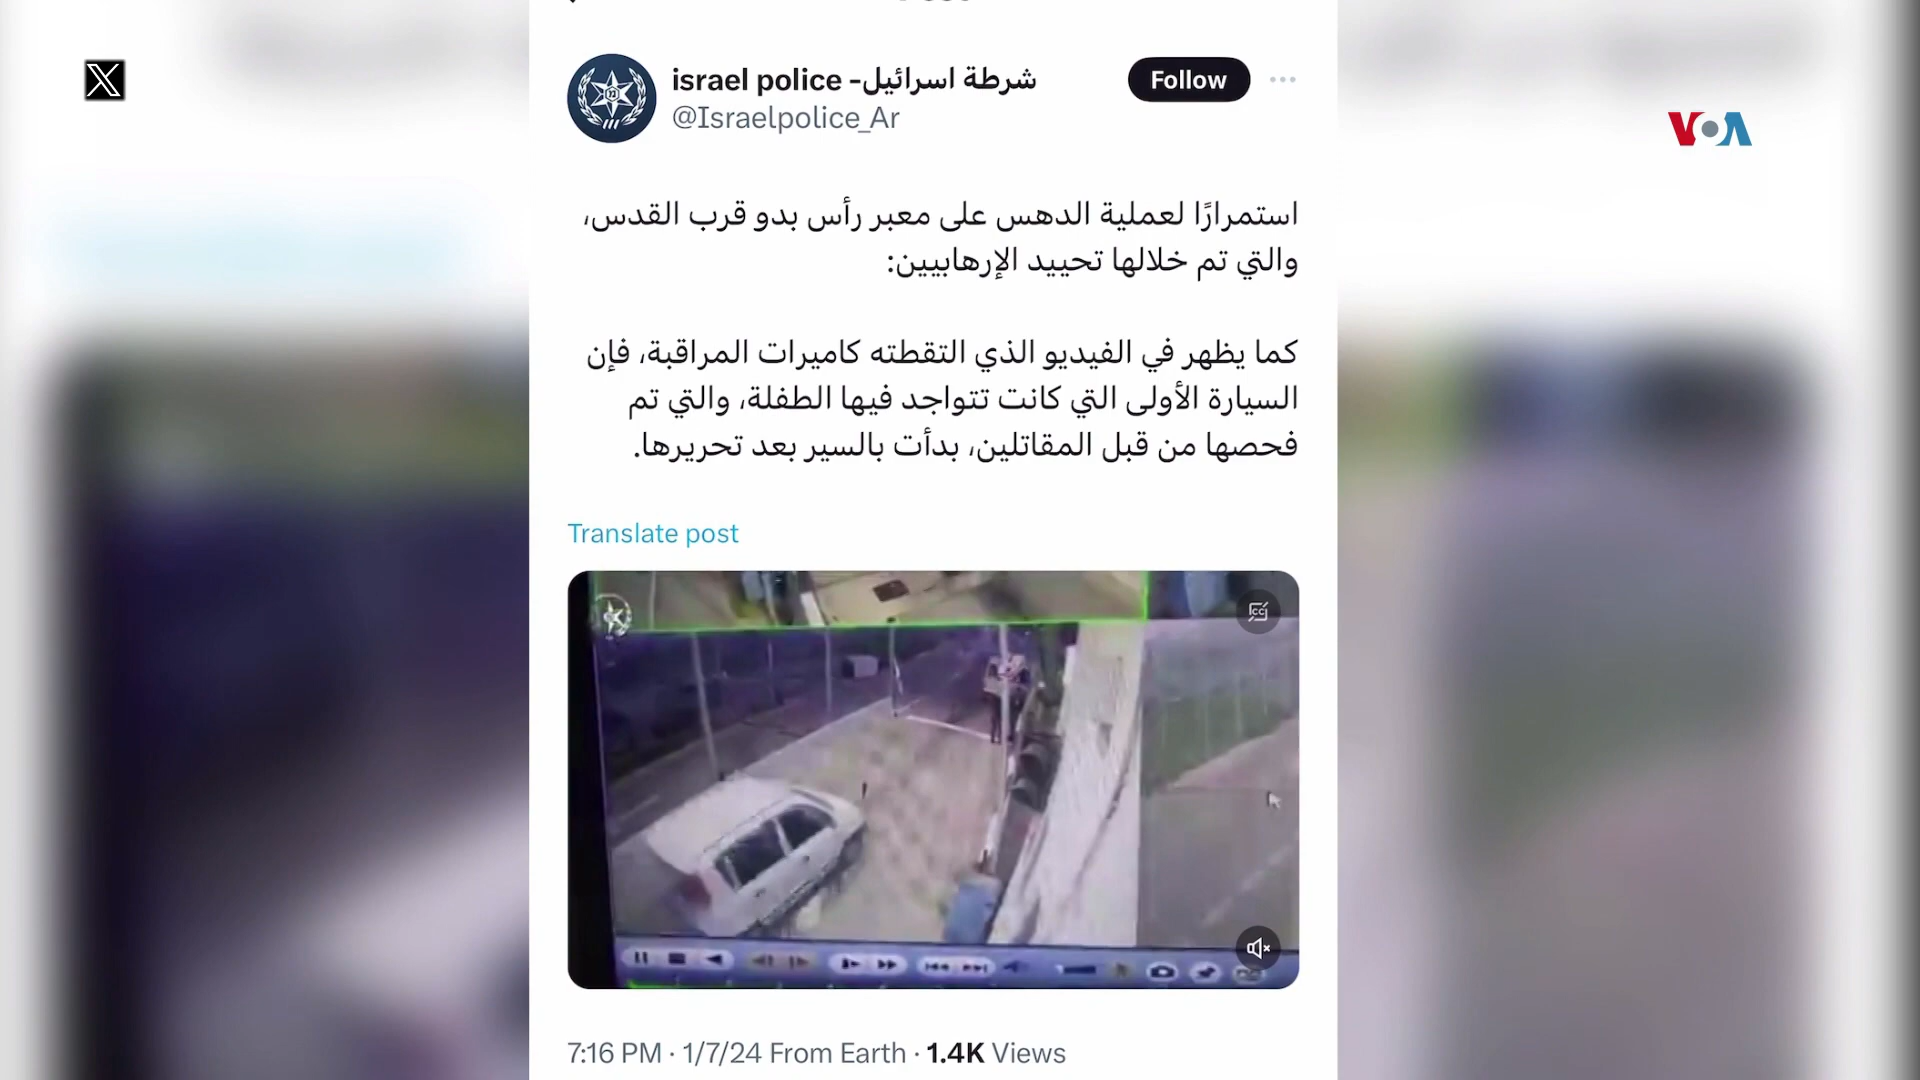 israel police -شرطة اسرائيل
Follow
@Israelpolice_Ar
VOA
استمرارًا لعملية الدهس على معبر رأس بدو قرب القدس،
والتي تم خلالها تحييد الإرهابيين:
كما يظهر في الفيديو الذي التقطته كاميرات المراقبة، فإن
السيارة الأولى التي كانت تتواجد فيها الطفلة، والتي تم
فحصها من قبل المقاتلين، بدأت بالسير بعد تحريرها.
Translate post
7:16 PM · 1/7/24 From Earth · 1.4K Views